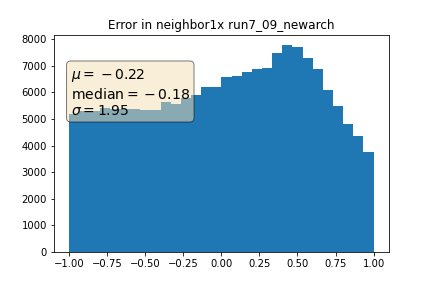 Error in neighbor1x run7_09_newarch
8000
7000
6000
5000
4000
3000
2000
1000
0
μ = −0.22
median = −0.18
σ = 1.95
−1.00 −0.75 −0.50 −0.25 0.00 0.25 0.50 0.75 1.00